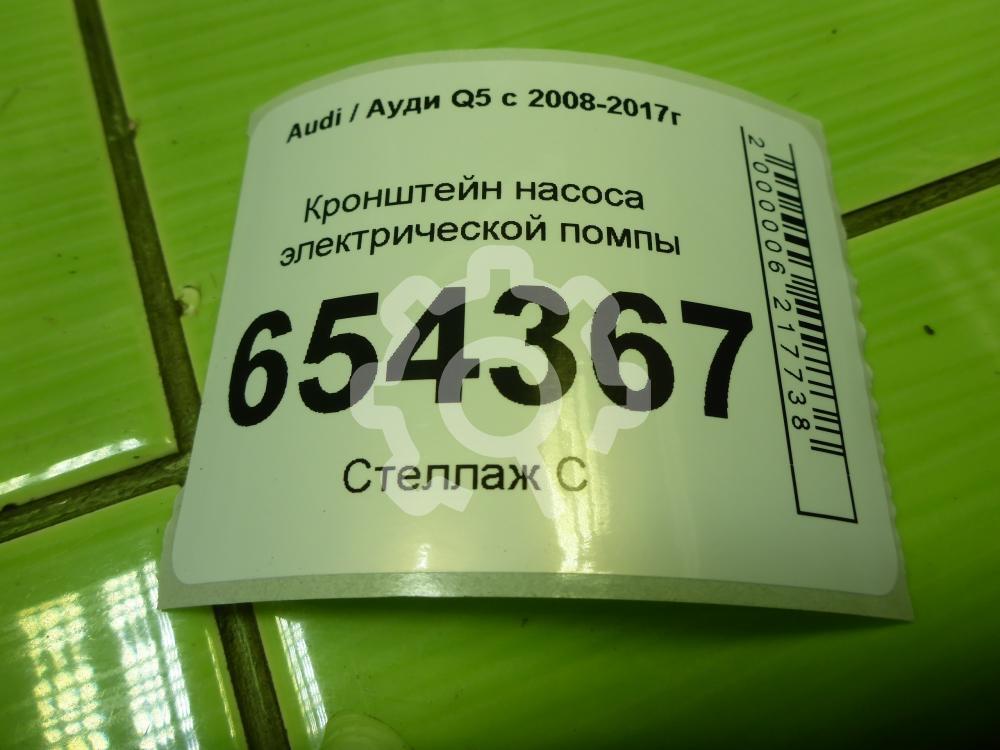 Audi / Ауди Q5 с 2008-2017г
Кронштейн насоса
электрической помпы
654367
Стеллаж С
2000006217738